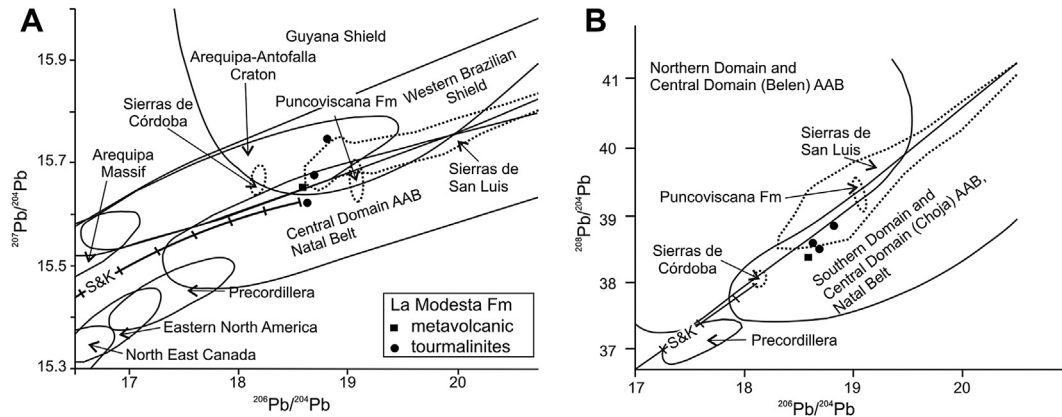 A
15.9
15.7
15.5
15.3
207Pb/204Pb
Guyana Shield
Arequipa-Antofalla
Craton
Western Brazilian
Shield
Puncoviscana Fm
Sierras de
Córdoba
Arequipa
Massif
Sierras de
San Luis
Central Domain AAB
Natal Belt
S&K
Precordillera
Eastern North America
North East Canada
La Modesta Fm
metavolcanic
tourmalinites
17
18
19
20
206Pb/204Pb
B
41
40
39
38
37
208Pb/204Pb
Northern Domain and
Central Domain (Belen) AAB
Sierras de
San Luis
Puncoviscana Fm
Sierras de
Córdoba
Southern Domain and
Central Domain (Choja) AAB,
Natal Belt
S&K
Precordillera
17
18
19
20
206Pb/204Pb